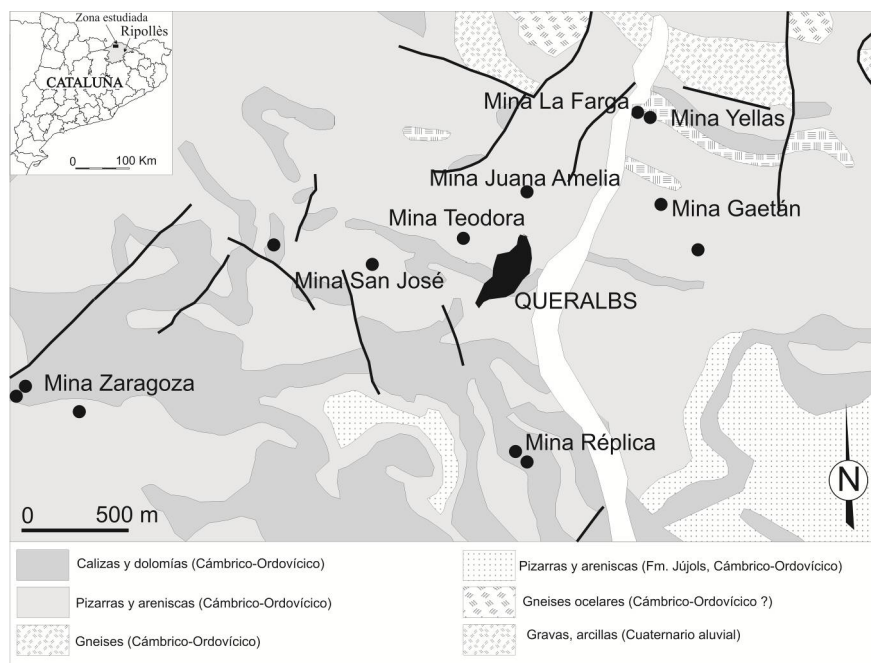 Zona estudiada
Ripollès
CATALUÑA
0 100 Km
Mina La Farga
Mina Yellas
Mina Juana Amelia
Mina Gaetán
Mina Teodora
Mina San José
QUERALBS
Mina Zaragoza
Mina Réplica
N
0 500 m
Calizas y dolomías (Cámbrico-Ordovícico)
Pizarras y areniscas (Cámbrico-Ordovícico)
Gneises (Cámbrico-Ordovícico)
Pizarras y areniscas (Fm. Jújols, Cámbrico-Ordovícico)
Gneises ocelares (Cámbrico-Ordovícico ?)
Gravas, arcillas (Cuaternario aluvial)